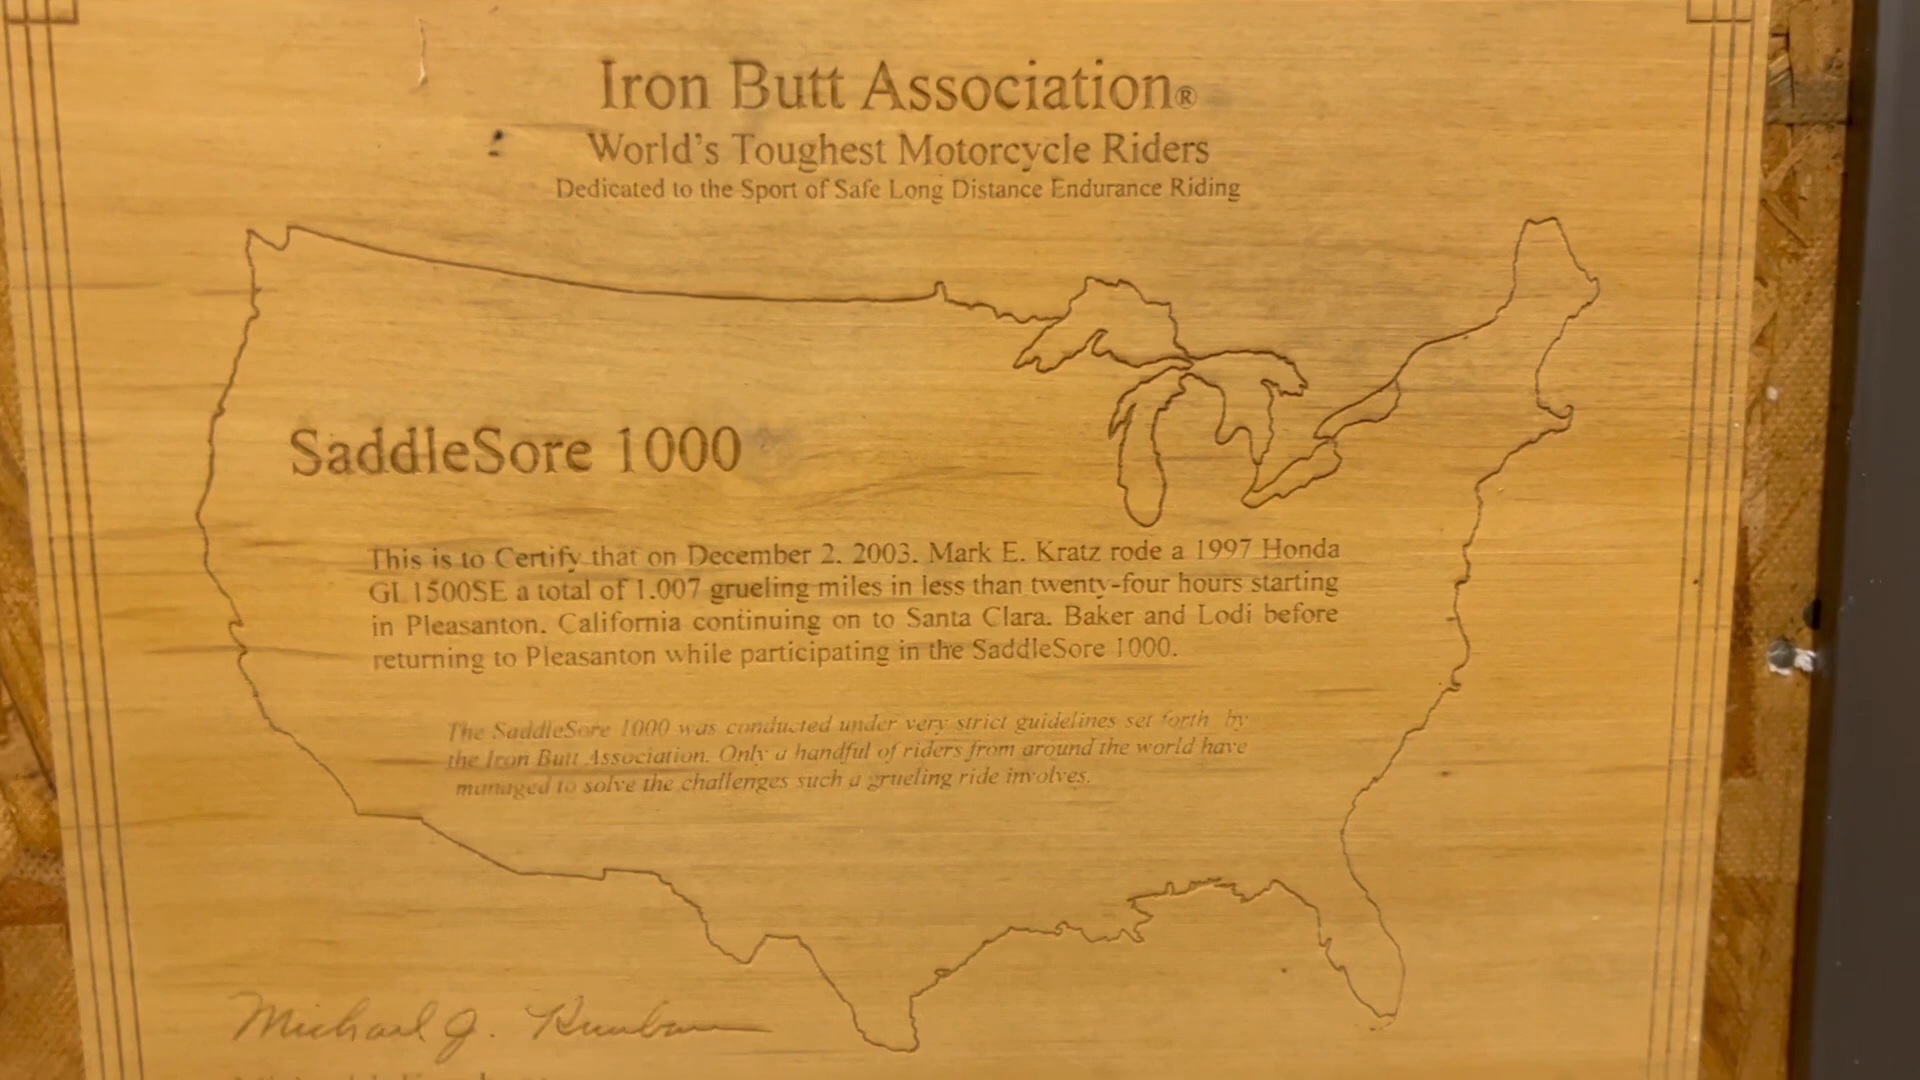 Iron Butt Association®
World's Toughest Motorcycle Riders
Dedicated to the Sport of Safe Long Distance Endurance Riding
SaddleSore 1000
This is to Certify that on December 2, 2003, Mark E. Kratz rode a 1997 Honda
GL1500SE a total of 1,007 grueling miles in less than twenty-four hours starting
in Pleasanton, California continuing on to Santa Clara, Baker and Lodi before
returning to Pleasanton while participating in the SaddleSore 1000.
The SaddleSore 1000 was conducted under very strict guidelines set forth by
the Iron Butt Association. Only a handful of riders from around the world have
managed to solve the challenges such a grueling ride involves.
Michael J.